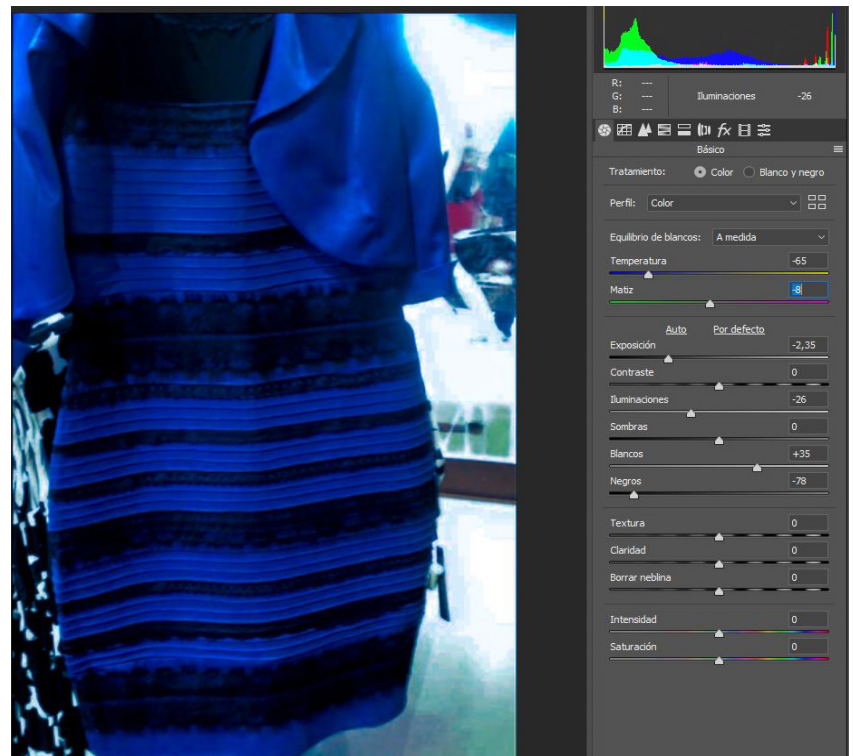 R: ---
G: --- Iluminaciones -26
B: ---
fx
Básico
Tratamiento: Color Blanco y negro
Perfil: Color
Equilibrio de blancos: A medida
Temperatura -65
Matiz -8
Auto Por defecto
Exposición -2,35
Contraste 0
Iluminaciones -26
Sombras 0
Blancos +35
Negros -78
Textura 0
Claridad 0
Borrar neblina 0
Intensidad 0
Saturación 0